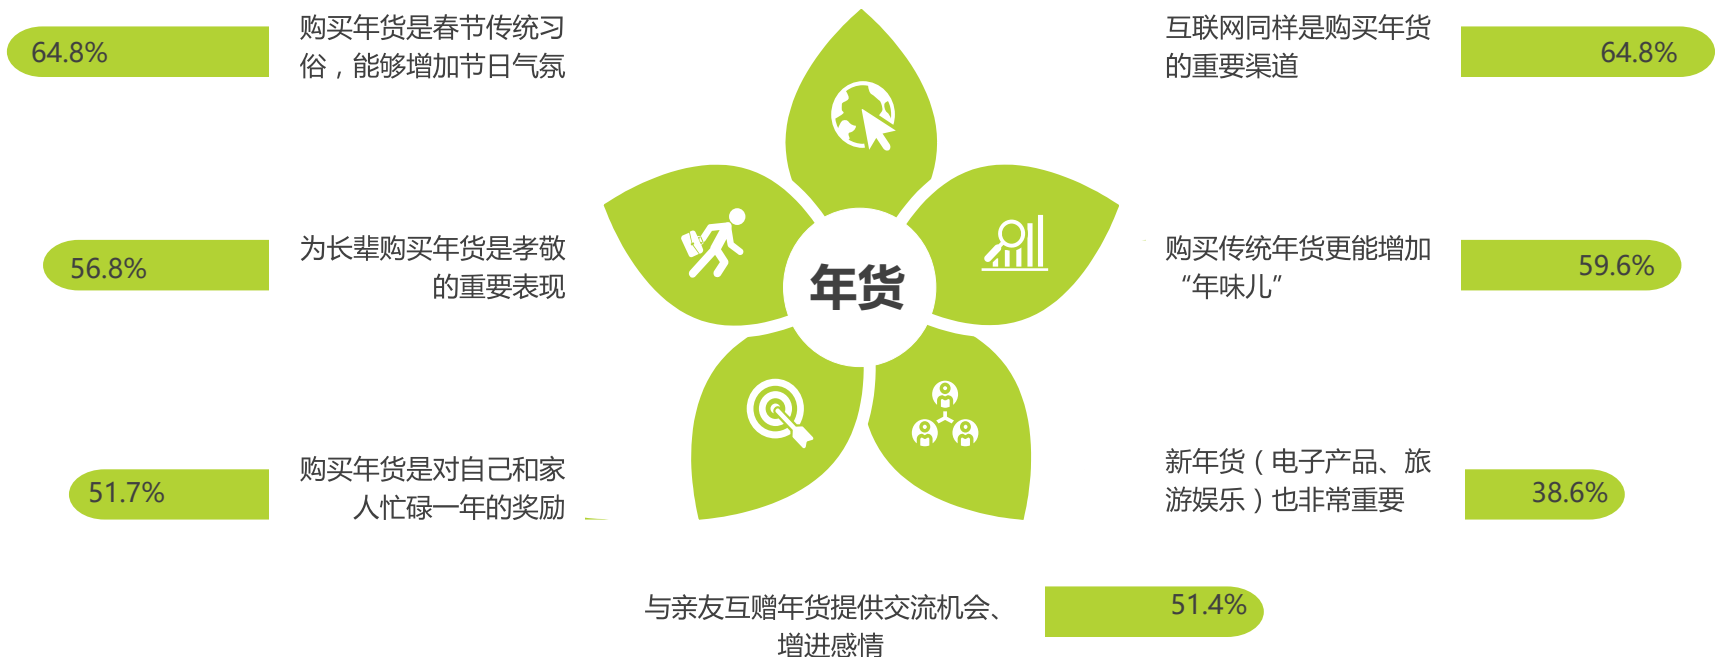 64.8%
购买年货是春节传统习
俗，能够增加节日气氛
互联网同样是购买年货
的重要渠道
64.8%
56.8%
为长辈购买年货是孝敬
的重要表现
年货
购买传统年货更能增加
“年味儿”
59.6%
51.7%
购买年货是对自己和家
人忙碌一年的奖励
新年货（电子产品、旅
游娱乐）也非常重要
38.6%
与亲友互赠年货提供交流机会、
增进感情
51.4%